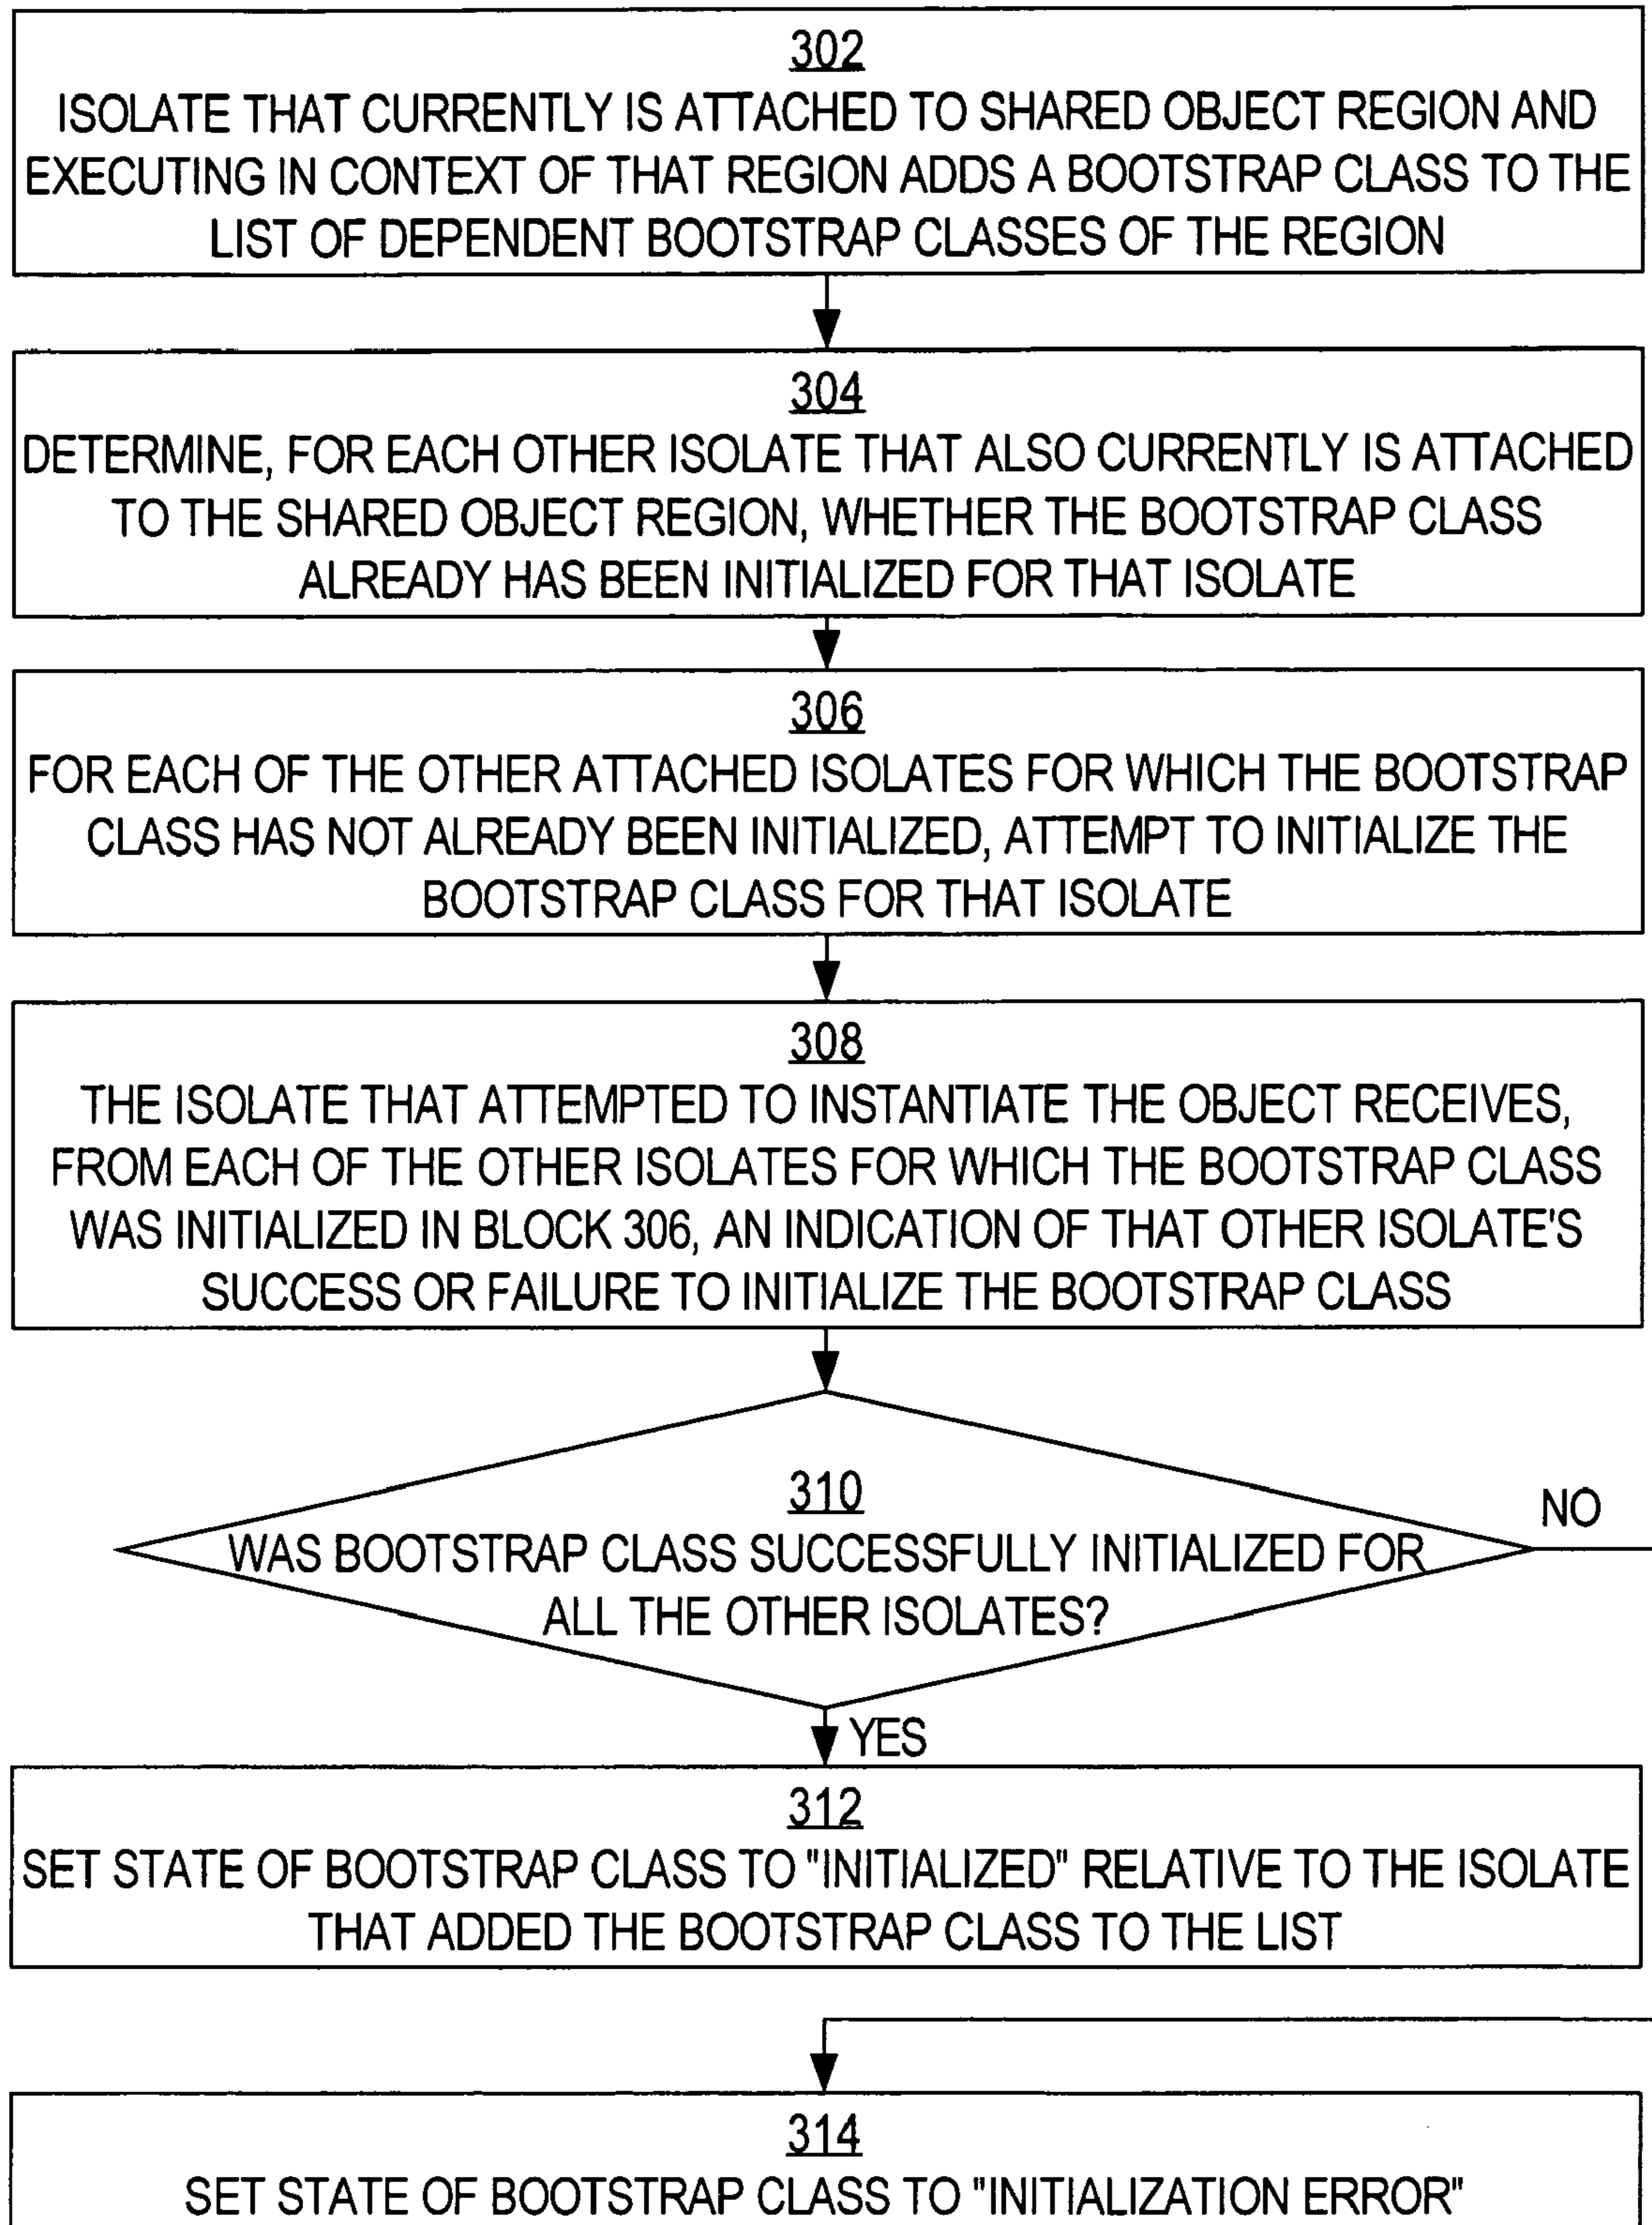 302
ISOLATE THAT CURRENTLY IS ATTACHED TO SHARED OBJECT REGION AND
EXECUTING IN CONTEXT OF THAT REGION ADDS A BOOTSTRAP CLASS TO THE
LIST OF DEPENDENT BOOTSTRAP CLASSES OF THE REGION
304
DETERMINE, FOR EACH OTHER ISOLATE THAT ALSO CURRENTLY IS ATTACHED
TO THE SHARED OBJECT REGION, WHETHER THE BOOTSTRAP CLASS
ALREADY HAS BEEN INITIALIZED FOR THAT ISOLATE
306
FOR EACH OF THE OTHER ATTACHED ISOLATES FOR WHICH THE BOOTSTRAP
CLASS HAS NOT ALREADY BEEN INITIALIZED, ATTEMPT TO INITIALIZE THE
BOOTSTRAP CLASS FOR THAT ISOLATE
308
THE ISOLATE THAT ATTEMPTED TO INSTANTIATE THE OBJECT RECEIVES,
FROM EACH OF THE OTHER ISOLATES FOR WHICH THE BOOTSTRAP CLASS
WAS INITIALIZED IN BLOCK 306, AN INDICATION OF THAT OTHER ISOLATE'S
SUCCESS OR FAILURE TO INITIALIZE THE BOOTSTRAP CLASS
310
NO
WAS BOOTSTRAP CLASS SUCCESSFULLY INITIALIZED FOR
ALL THE OTHER ISOLATES?
YES
312
SET STATE OF BOOTSTRAP CLASS TO "INITIALIZED" RELATIVE TO THE ISOLATE
THAT ADDED THE BOOTSTRAP CLASS TO THE LIST
314
SET STATE OF BOOTSTRAP CLASS TO "INITIALIZATION ERROR"